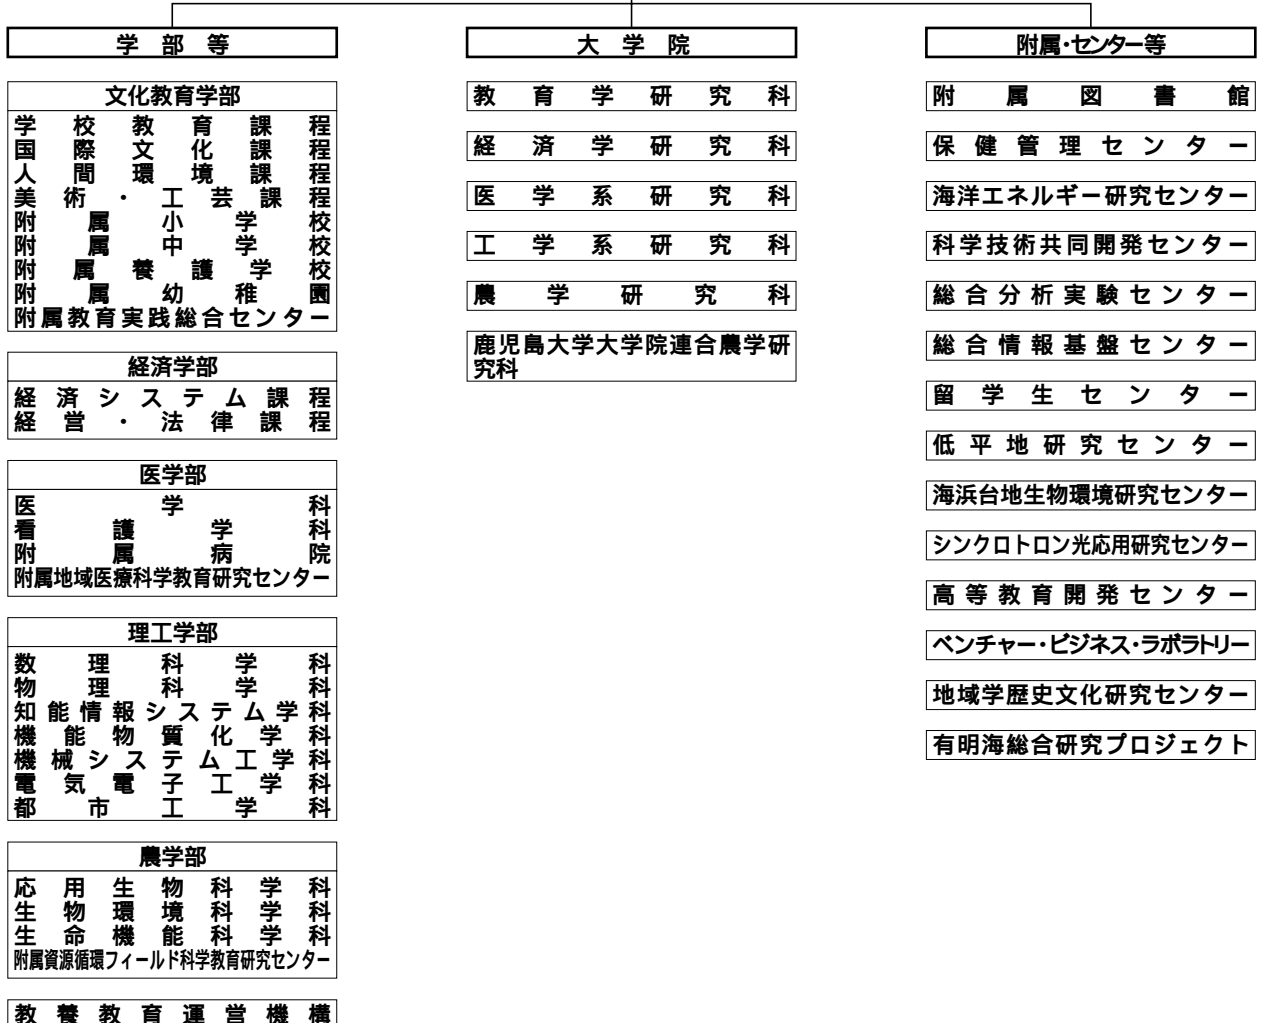 学部等
文化教育学部
学校教育課程
国際文化課程
人間環境課程
美術・工芸課程
附属小学校
附属中学校
附属養護学校
附属幼稚園
附属教育実践総合センター
経済学部
経済システム課程
経営・法律課程
医学部
医学科
看護学科
附属病院
附属地域医療科学教育研究センター
理工学部
数理科学科
物理科学科
知能情報システム学科
機能物質化学科
機械システム工学科
電気電子工学科
都市工学科
農学部
応用生物科学科
生物環境科学科
生命機能科学科
附属資源循環フィールド科学教育研究センター
教養教育運営機構
大学院
教育学研究科
経済学研究科
医学系研究科
工学系研究科
農学研究科
鹿児島大学大学院連合農学研
究科
附属・センター等
附属図書館
保健管理センター
海洋エネルギー研究センター
科学技術共同開発センター
総合分析実験センター
総合情報基盤センター
留学生センター
低平地研究センター
海浜台地生物環境研究センター
シンクロトロン光応用研究センター
高等教育開発センター
ベンチャー・ビジネス・ラボラトリー
地域学歴史文化研究センター
有明海総合研究プロジェクト